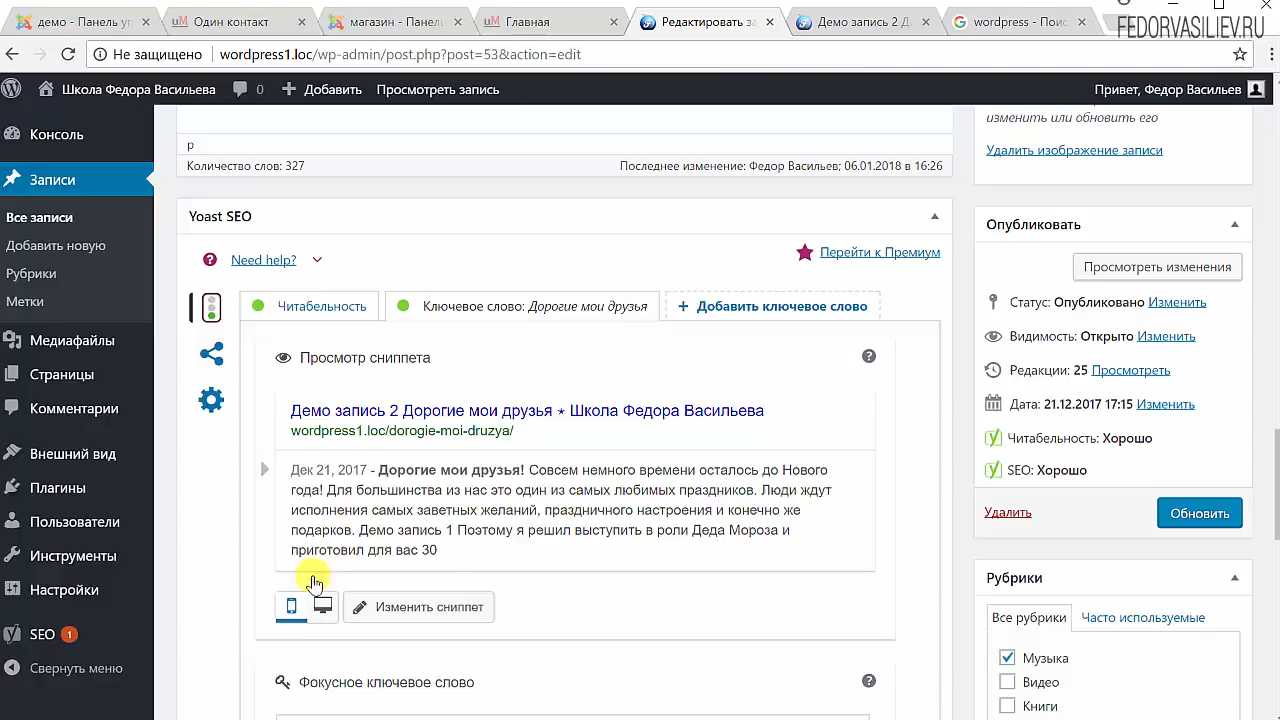 демо - Панель уп
Один контакт
магазин - Панел
Главная
Редактировать за
Демо запись 2 Д
wordpress - Поис
FEDORVASILIEV.RU
Не защищено
wordpress1.loc/wp-admin/post.php?post=53&action=edit
Школа Федора Васильева
0
Добавить
Просмотреть запись
Привет, Федор Васильев
Консоль
Записи
Все записи
Добавить новую
Рубрики
Метки
Медиафайлы
Страницы
Комментарии
Внешний вид
Плагины
Пользователи
Инструменты
Настройки
SEO 1
Свернуть меню
p
Количество слов: 327
Последнее изменение: Федор Васильев; 06.01.2018 в 16:26
Yoast SEO
Need help?
Перейти к Премиум
Читабельность
Ключевое слово: Дорогие мои друзья
+ Добавить ключевое слово
Просмотр сниппета
Демо запись 2 Дорогие мои друзья ⋆ Школа Федора Васильева
wordpress1.loc/dorogie-moi-druzya/
Дек 21, 2017 - Дорогие мои друзья! Совсем немного времени осталось до Нового
года! Для большинства из нас это один из самых любимых праздников. Люди ждут
исполнения самых заветных желаний, праздничного настроения и конечно же
подарков. Демо запись 1 Поэтому я решил выступить в роли Деда Мороза и
приготовил для вас 30
Изменить сниппет
Фокусное ключевое слово
изменить или обновить его
Удалить изображение записи
Опубликовать
Просмотреть изменения
Статус: Опубликовано Изменить
Видимость: Открыто Изменить
Редакции: 25 Просмотреть
Дата: 21.12.2017 17:15 Изменить
Читабельность: Хорошо
SEO: Хорошо
Удалить
Обновить
Рубрики
Все рубрики
Часто используемые
Музыка
Видео
Книги